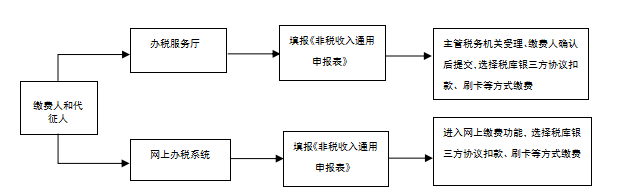 办税服务厅
填报《非税收入通用
申报表》
主管税务机关受理、缴费人确认
后提交，选择税库银三方协议扣
款、刷卡等方式缴费
缴费人和代
征人
网上办税系统
填报《非税收入通用
申报表》
进入网上缴费功能，选择税库银
三方协议扣款、刷卡等方式缴费